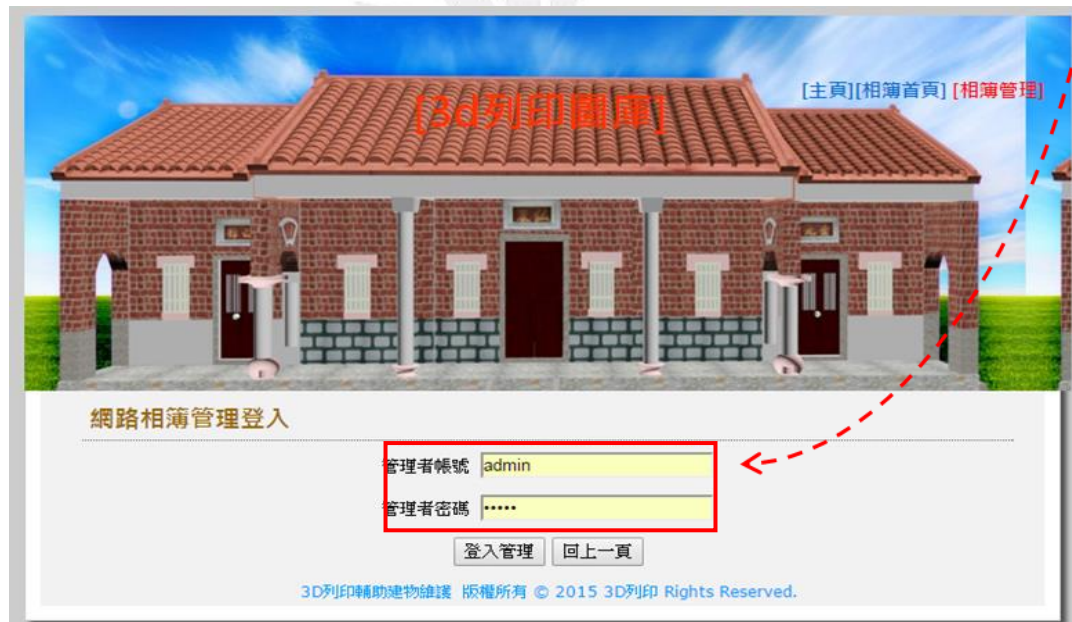 [主頁][相簿首頁] [相簿管理]
[3d列印圖庫]
網路相簿管理登入
管理者帳號 admin
管理者密碼 •••••
登入管理 回上一頁
3D列印輔助建物維護 版權所有 © 2015 3D列印 Rights Reserved.